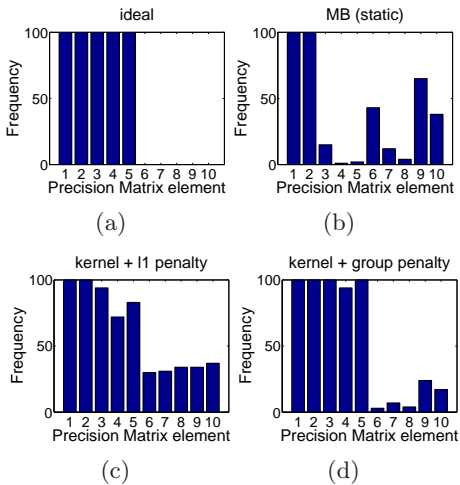 ideal
100
50
0
Frequency
1 2 3 4 5 6 7 8 9 10
Precision Matrix element
(a)
MB (static)
100
50
0
Frequency
1 2 3 4 5 6 7 8 9 10
Precision Matrix element
(b)
kernel + l1 penalty
100
50
0
Frequency
1 2 3 4 5 6 7 8 9 10
Precision Matrix element
(c)
kernel + group penalty
100
50
0
Frequency
1 2 3 4 5 6 7 8 9 10
Precision Matrix element
(d)